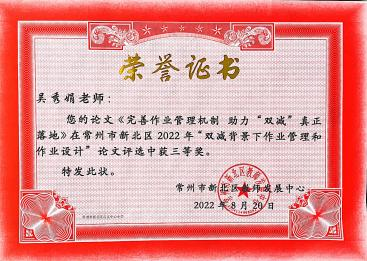 荣誉证书
吴秀娟老师：
您的论文《完善作业管理机制 助力“双减”真正
落地》在常州市新北区2022年“双减背景下作业管理和
作业设计”论文评选中获三等奖。
特发此状。
常州市新北区教师发展中心
2022年8月20日